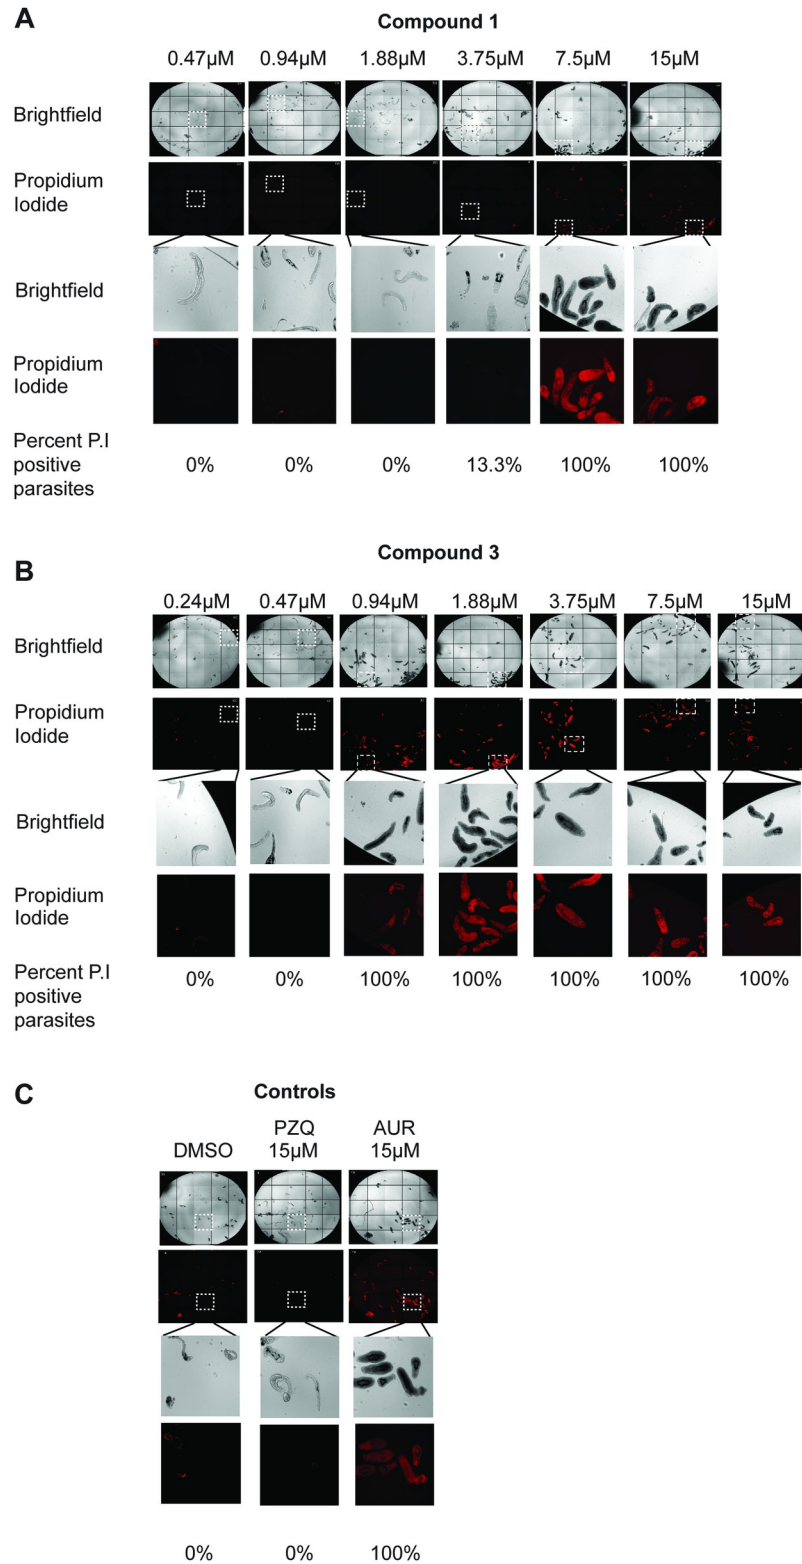 A
Compound 1
0.47µM 0.94µM 1.88µM 3.75µM 7.5µM 15µM
Brightfield
Propidium
Iodide
Brightfield
Propidium
Iodide
Percent P.I
positive
parasites
0% 0% 0% 13.3% 100% 100%
B
Compound 3
0.24µM 0.47µM 0.94µM 1.88µM 3.75µM 7.5µM 15µM
Brightfield
Propidium
Iodide
Brightfield
Propidium
Iodide
Percent P.I
positive
parasites
0% 0% 100% 100% 100% 100% 100%
C
Controls
DMSO
PZQ
15µM
AUR
15µM
0% 0% 100%